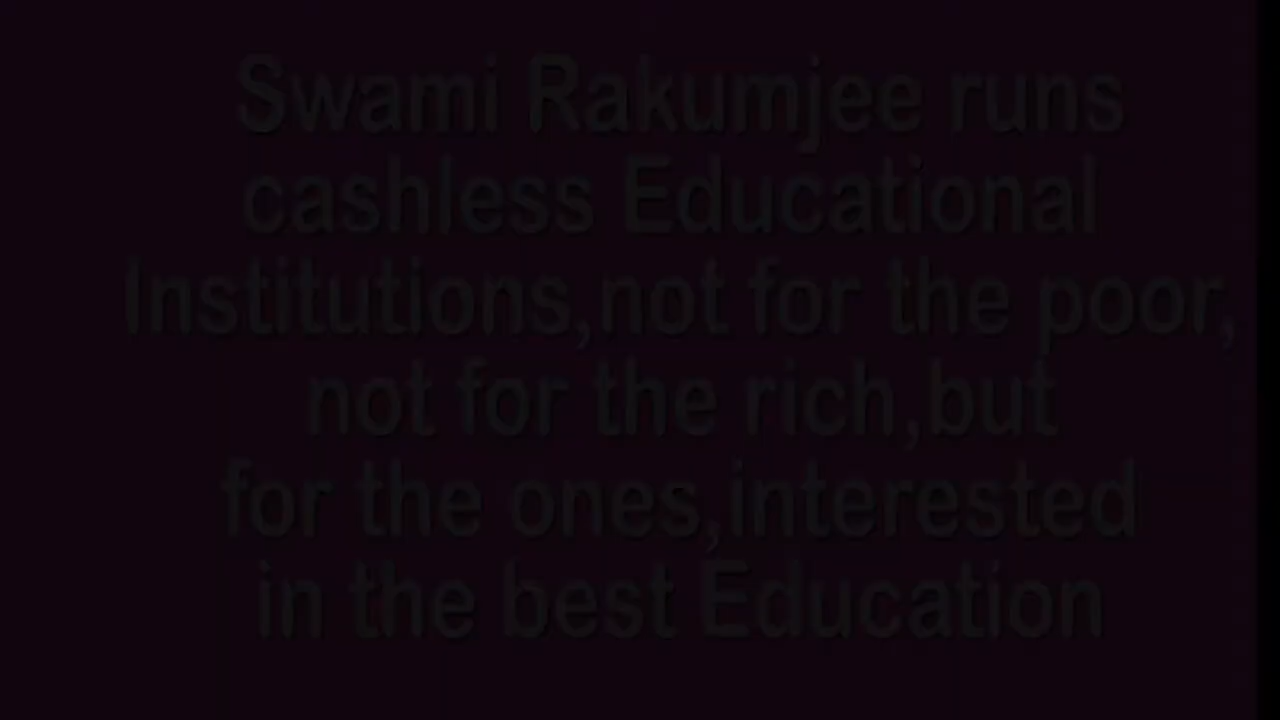 Swami Rakumjee runs
cashless Educational
Institutions,not for the poor,
not for the rich,but
for the ones,interested
in the best Education